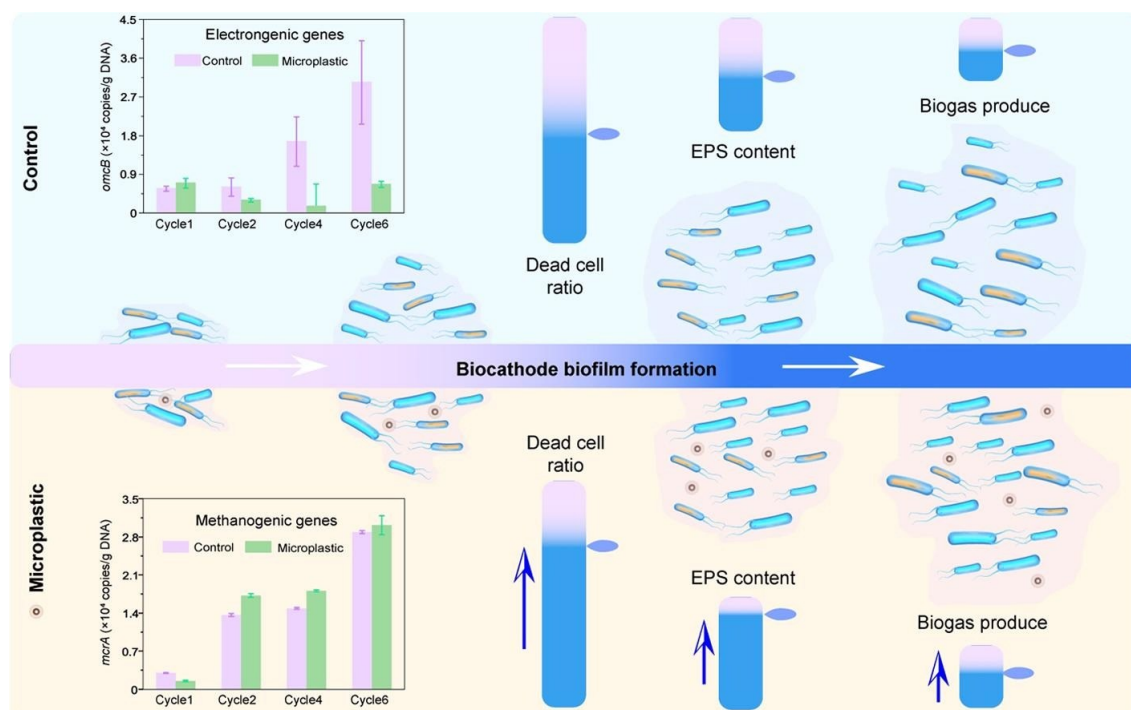 Control
Electrongenic genes
Control
Microplastic
omcB (×10⁴ copies/g DNA)
4.5
3.6
2.7
1.8
0.9
0
Cycle1
Cycle2
Cycle4
Cycle6
Dead cell
ratio
EPS content
Biogas produce
Biocathode biofilm formation
Microplastic
Methanogenic genes
Control
Microplastic
mcrA (×10⁴ copies/g DNA)
3.5
2.8
2.1
1.4
0.7
0
Cycle1
Cycle2
Cycle4
Cycle6
Dead cell
ratio
EPS content
Biogas produce